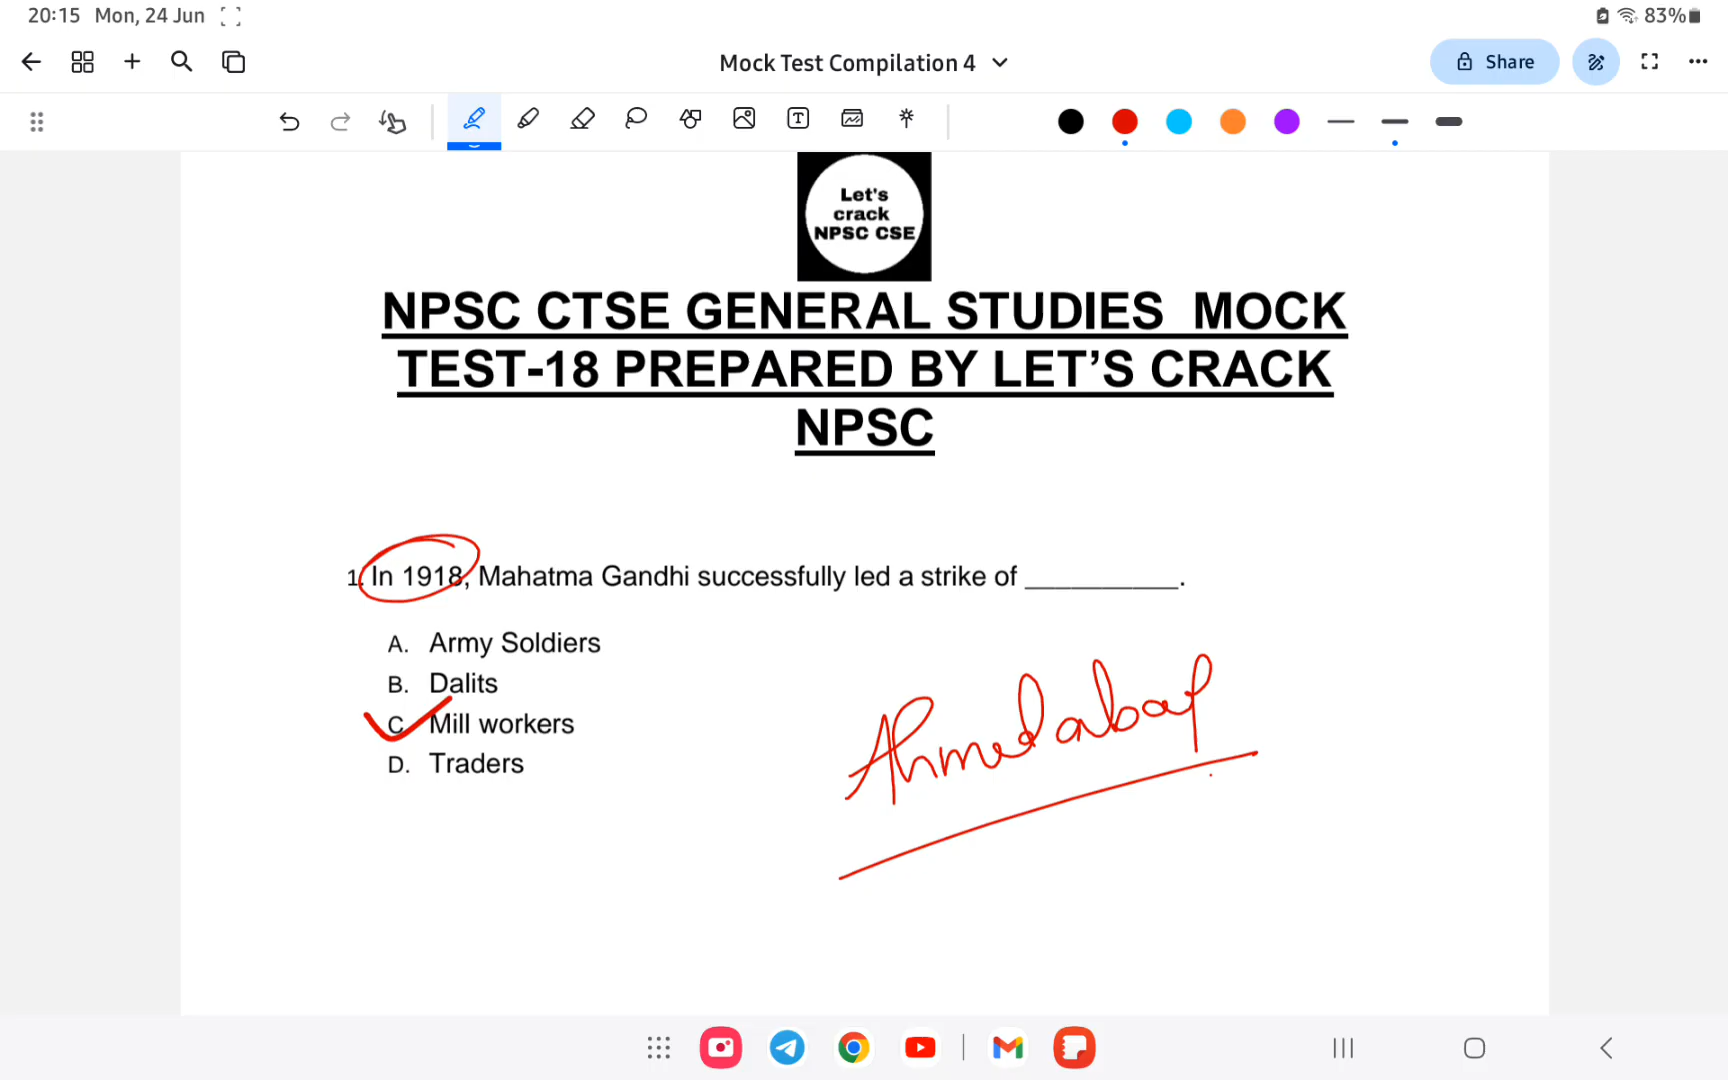 20:15 Mon, 24 Jun 83%
Mock Test Compilation 4
Share
Let's
crack
NPSC CSE
NPSC CTSE GENERAL STUDIES MOCK
TEST-18 PREPARED BY LET'S CRACK
NPSC
1. In 1918, Mahatma Gandhi successfully led a strike of __________.
A. Army Soldiers
B. Dalits
C. Mill workers
D. Traders
Ahmedabad